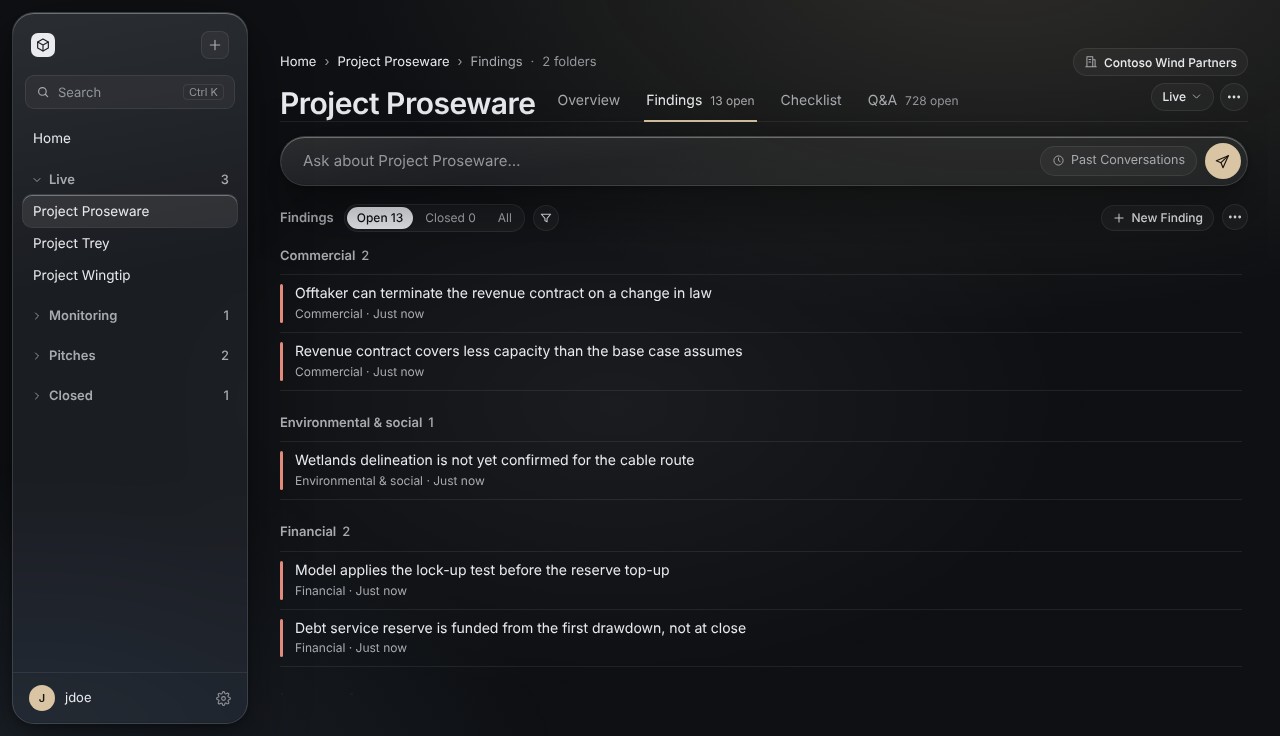 Search
Ctrl K
Home
Live 3
Project Proseware
Project Trey
Project Wingtip
Monitoring 1
Pitches 2
Closed 1
J jdoe
Home › Project Proseware › Findings · 2 folders
Contoso Wind Partners
Project Proseware
Overview
Findings 13 open
Checklist
Q&A 728 open
Live
Ask about Project Proseware...
Past Conversations
Findings
Open 13
Closed 0
All
New Finding
Commercial 2
Offtaker can terminate the revenue contract on a change in law
Commercial · Just now
Revenue contract covers less capacity than the base case assumes
Commercial · Just now
Environmental & social 1
Wetlands delineation is not yet confirmed for the cable route
Environmental & social · Just now
Financial 2
Model applies the lock-up test before the reserve top-up
Financial · Just now
Debt service reserve is funded from the first drawdown, not at close
Financial · Just now